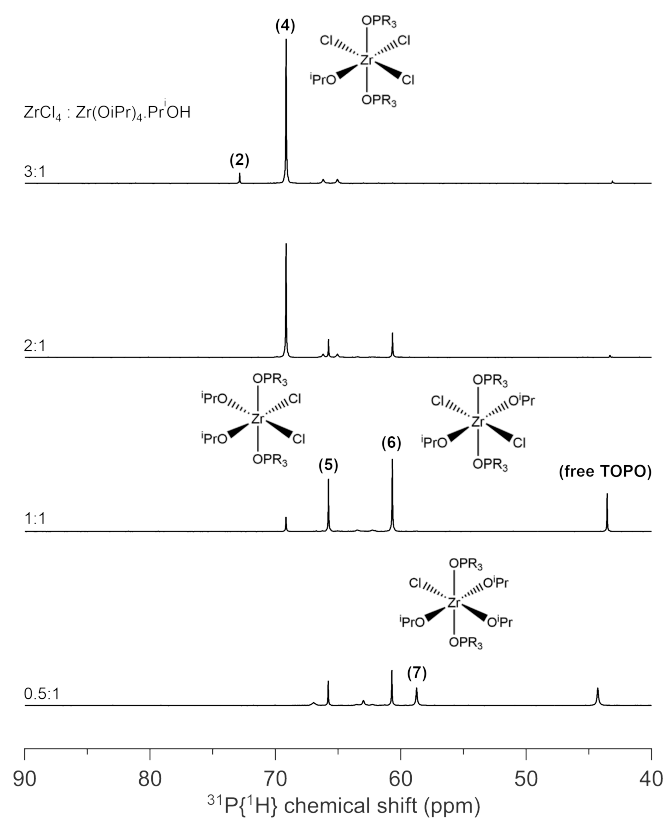 (4)
OPR₃
Cl Cl
Zr
ⁱPrO Cl
OPR₃
ZrCl₄ : Zr(OiPr)₄.PrⁱOH
(2)
3:1
2:1
OPR₃
ⁱPrO Cl
Zr
ⁱPrO Cl
OPR₃
OPR₃
Cl OⁱPr
Zr
ⁱPrO Cl
OPR₃
(5)
(6)
(free TOPO)
1:1
OPR₃
Cl OⁱPr
Zr
ⁱPrO OⁱPr
OPR₃
(7)
0.5:1
90 80 70 60 50 40
³¹P{¹H} chemical shift (ppm)